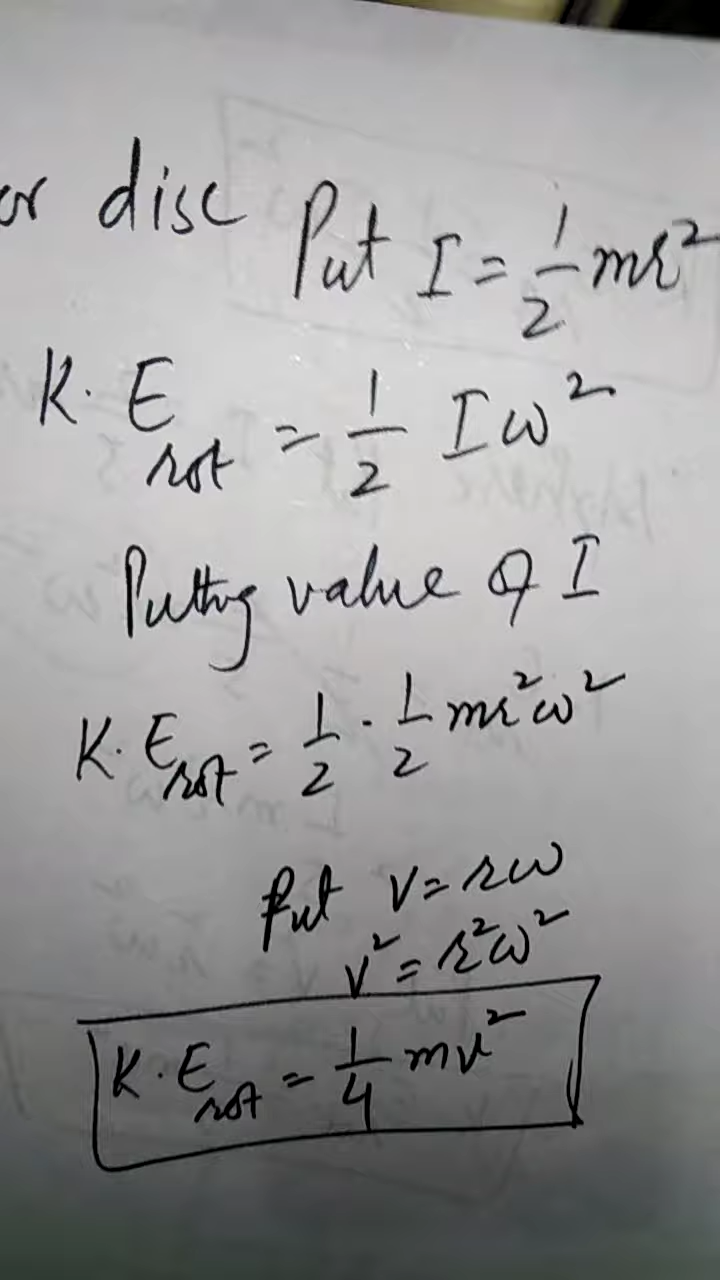 or disc Put I = 1/2 mr²
K.E rot = 1/2 Iω²
Putting value of I
K.E rot = 1/2 . 1/2 mr²ω²
Put v = rω
v² = r²ω²
K.E rot = 1/4 mv²